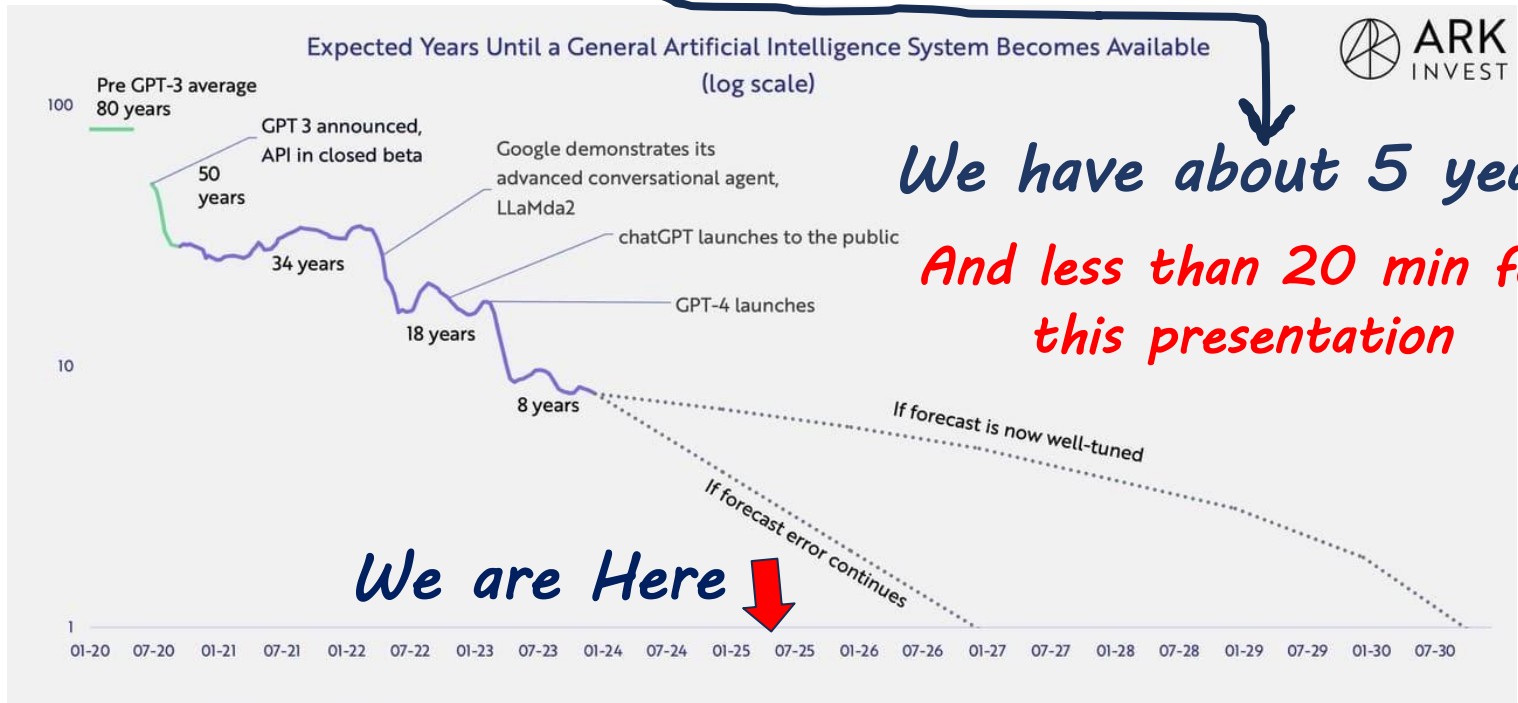 Expected Years Until a General Artificial Intelligence System Becomes Available
(log scale)
ARK
INVEST
Pre GPT-3 average
80 years
100
GPT 3 announced,
API in closed beta
50
years
Google demonstrates its
advanced conversational agent,
LLaMda2
We have about 5
chatGPT launches to the public
34 years
And less than 20 min
this presentation
GPT-4 launches
18 years
10
8 years
If forecast is now well-tuned
If forecast error continues
We are Here
1
01-20 07-20 01-21 07-21 01-22 07-22 01-23 07-23 01-24 07-24 01-25 07-25 01-26 07-26 01-27 07-27 01-28 07-28 01-29 07-29 01-30 07-30